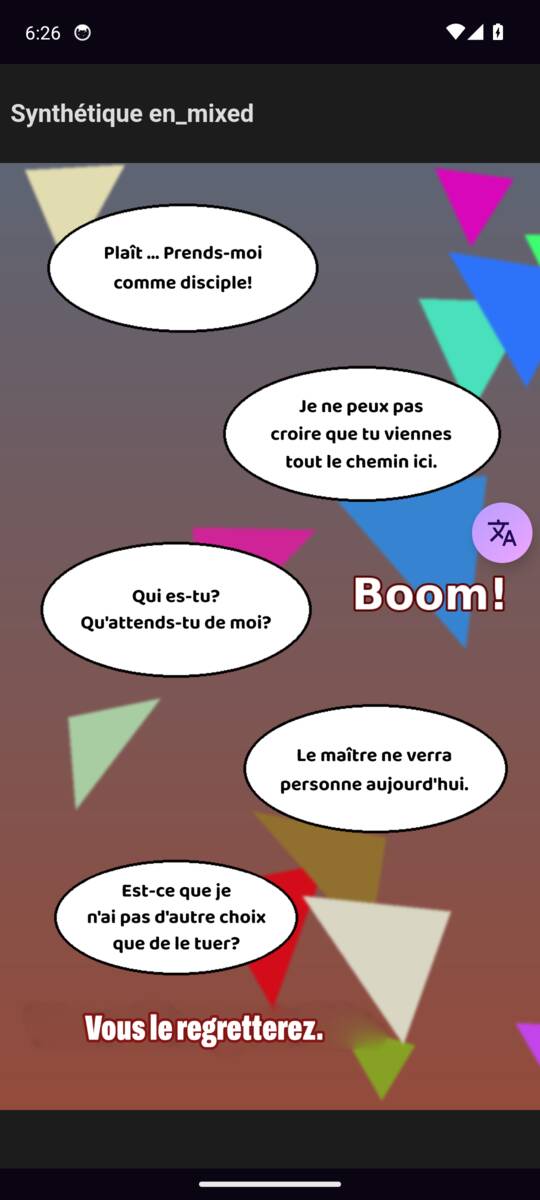 6:26
Synthétique en_mixed
Plaît ... Prends-moi
comme disciple!
Je ne peux pas
croire que tu viennes
tout le chemin ici.
Boom!
Qui es-tu?
Qu'attends-tu de moi?
Le maître ne verra
personne aujourd'hui.
Est-ce que je
n'ai pas d'autre choix
que de le tuer?
Vous le regretterez.